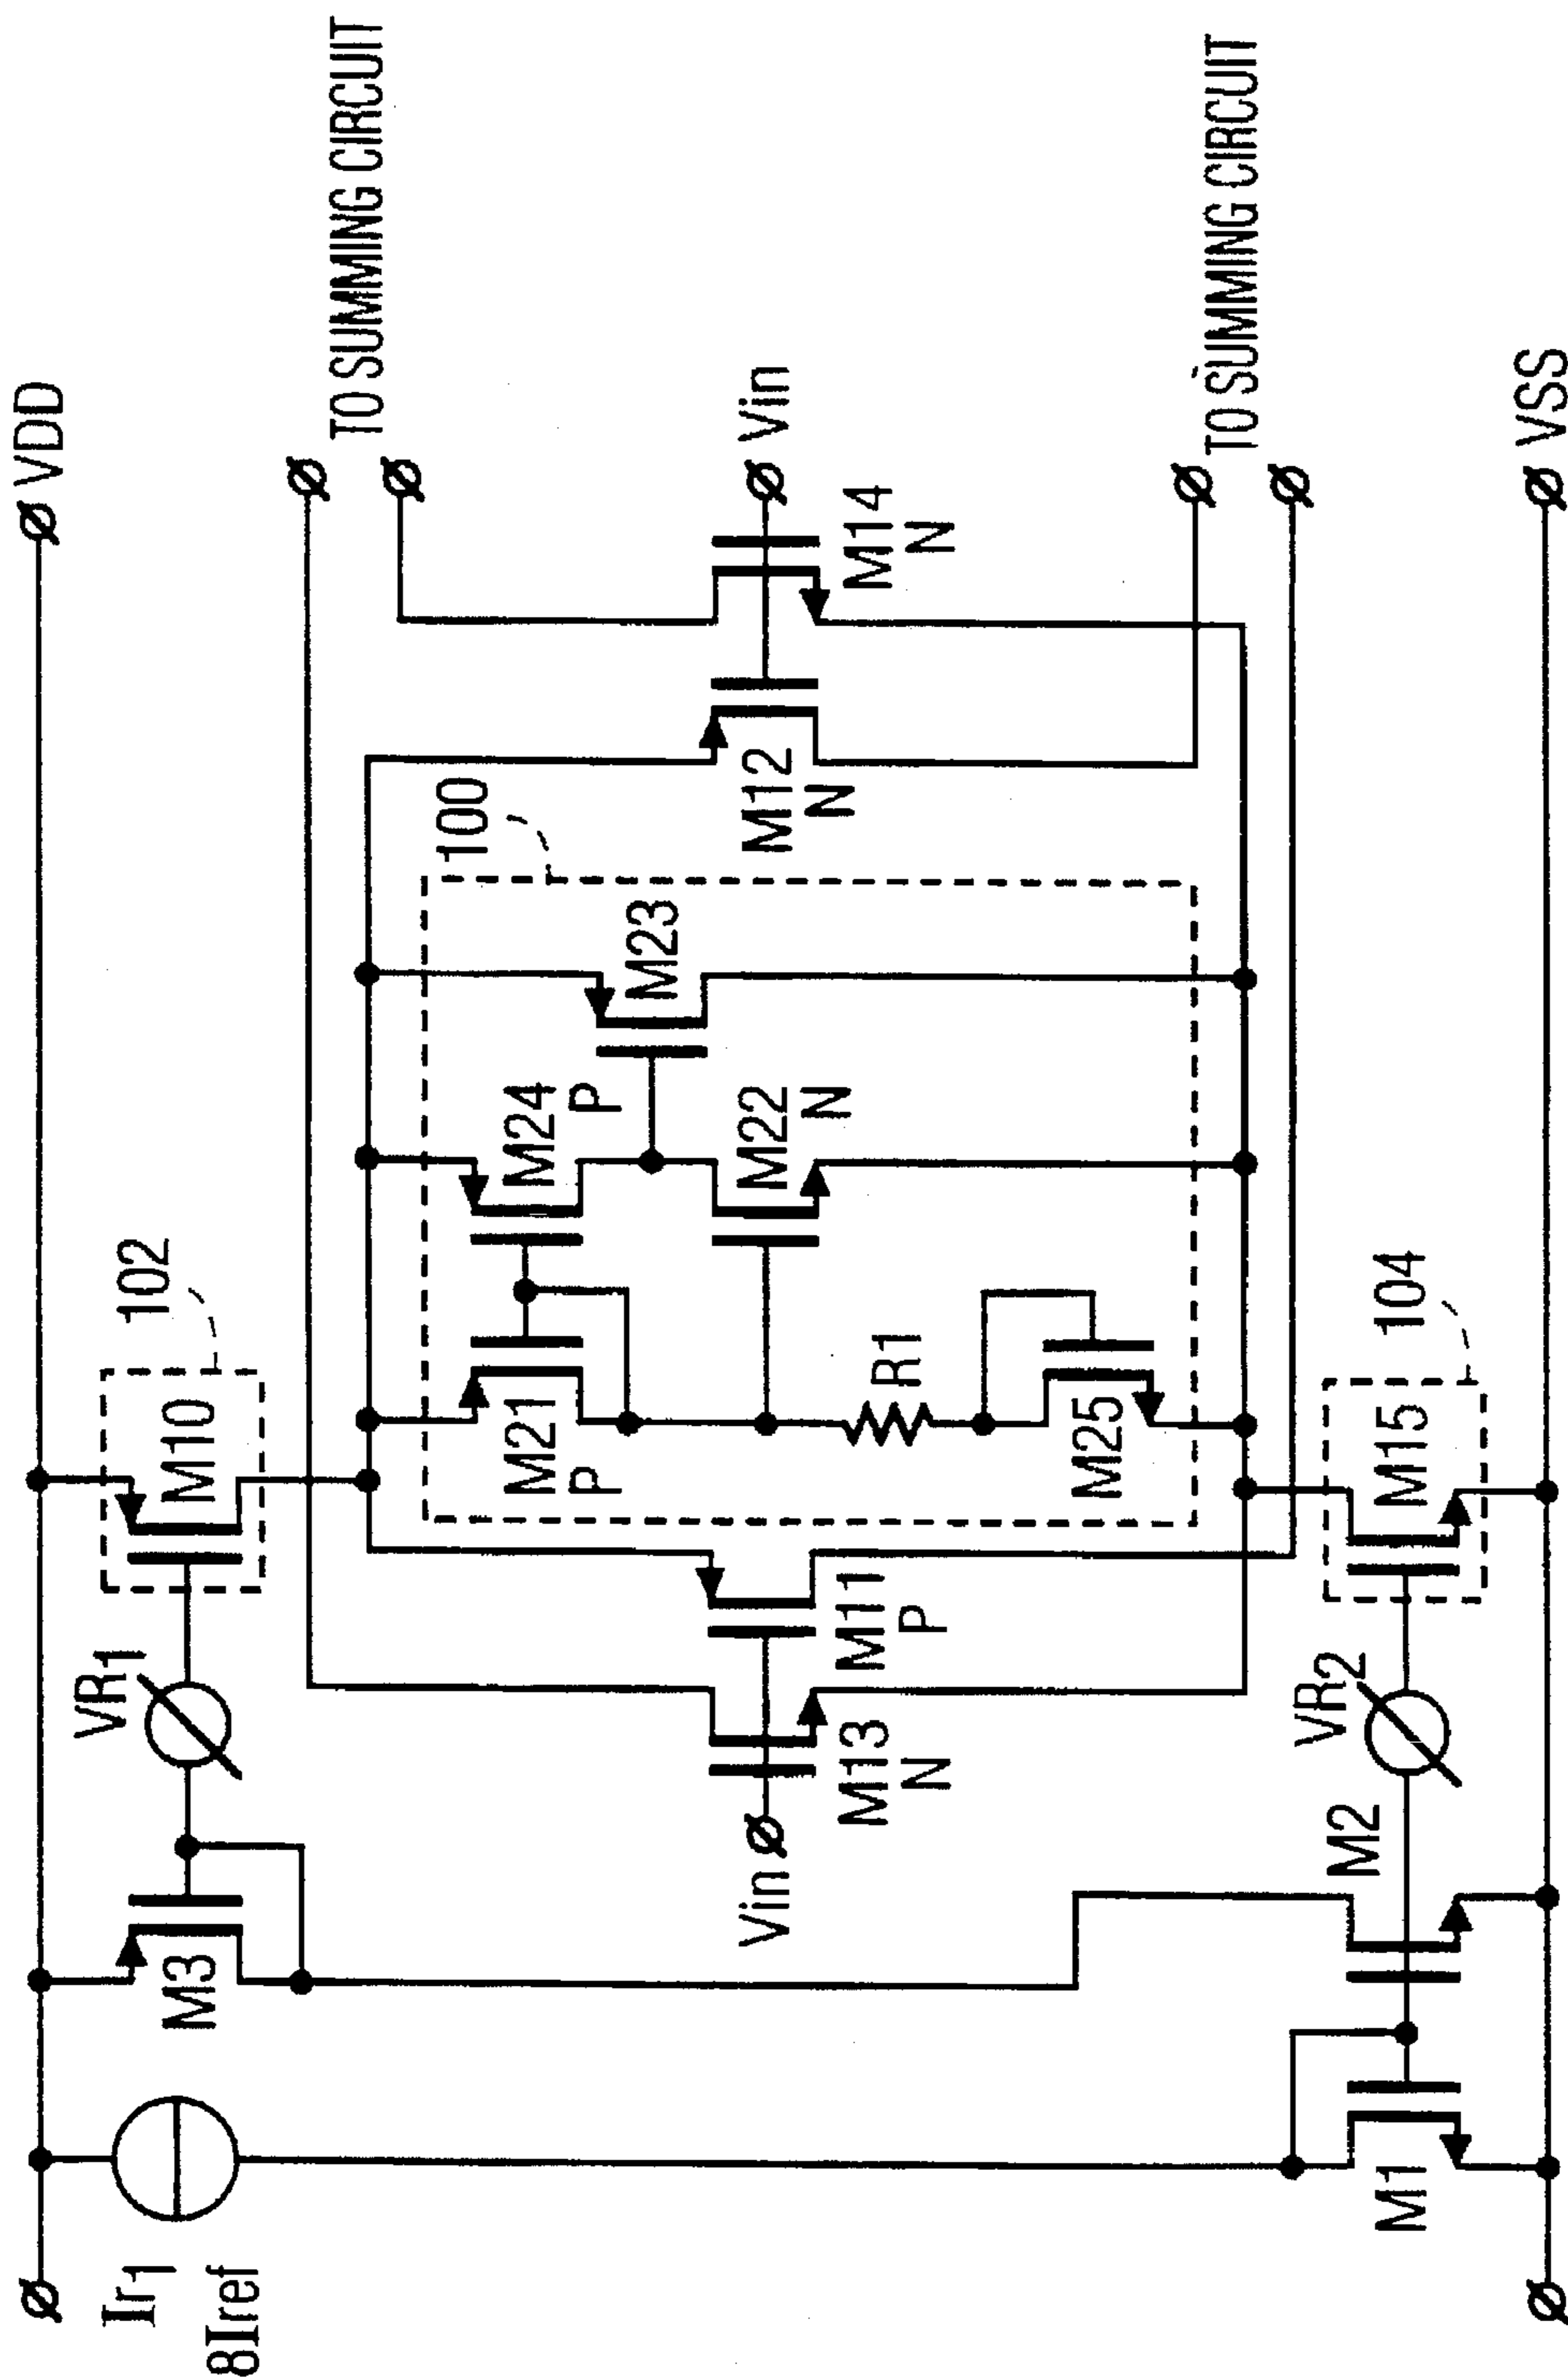 VDD
TO SUMMING CIRCUIT
Ir1
8Iref
M3
VR1
M10
102
100
M21
P
M24
P
M23
M22
N
R1
M25
M12
N
M14
N
Vin
Vin
M13
N
M11
P
TO SUMMING CIRCUIT
M1
M2
VR2
M15
104
VSS